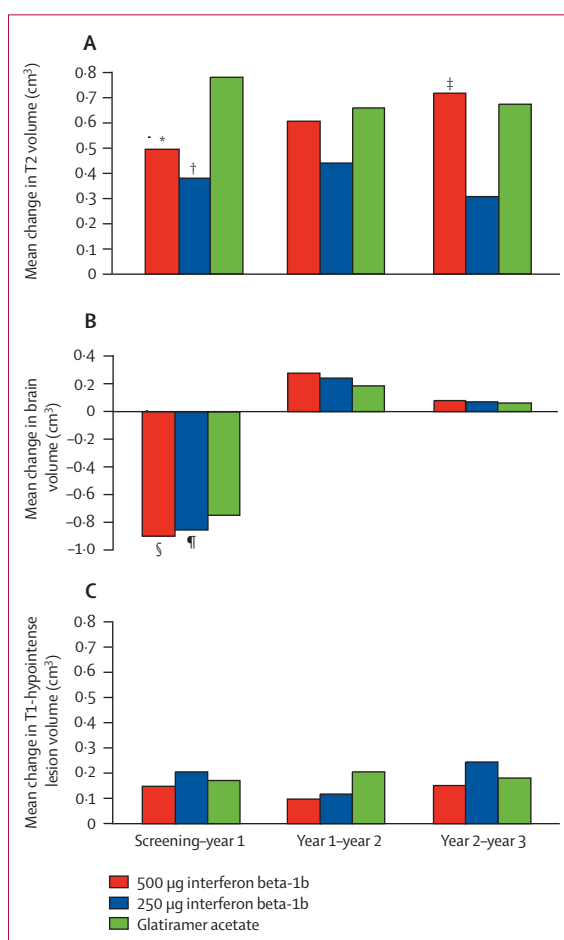 A
Mean change in T2 volume (cm³)
0·8
0·7
0·6
0·5
0·4
0·3
0·2
0·1
0
*
†
‡
B
Mean change in brain
volume (cm³)
0·4
0·2
0
–0·2
–0·4
–0·6
–0·8
–1·0
§
¶
C
Mean change in T1-hypointense
lesion volume (cm³)
0·8
0·7
0·6
0·5
0·4
0·3
0·2
0·1
0
Screening–year 1
Year 1–year 2
Year 2–year 3
500 µg interferon beta-1b
250 µg interferon beta-1b
Glatiramer acetate